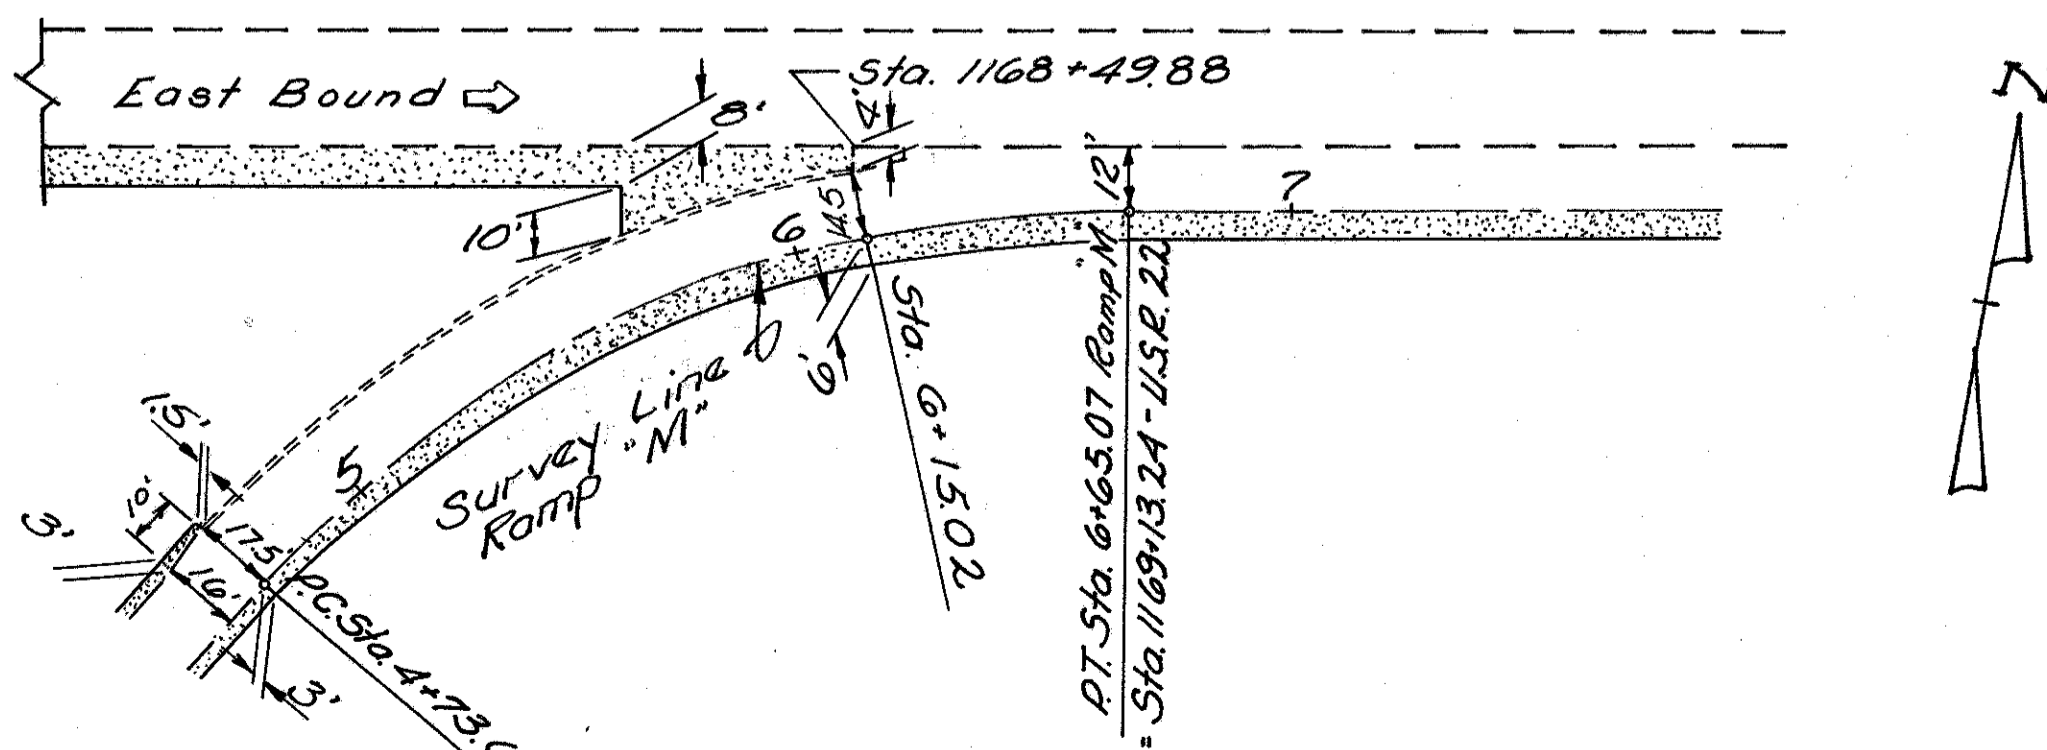 East Bound
Sta. 1168+49.88
8'
4'
N
12'
7
10'
14.5
6
6'
Sta. 6+15.02
P.T. Sta. 6+65.07 Ramp "M"
= Sta. 1169+13.24 - U.S.R. 22
Survey Line
Ramp "M"
5
1.5'
10'
3'
17.5'
16'
3'
P.C. Sta. 4+73.